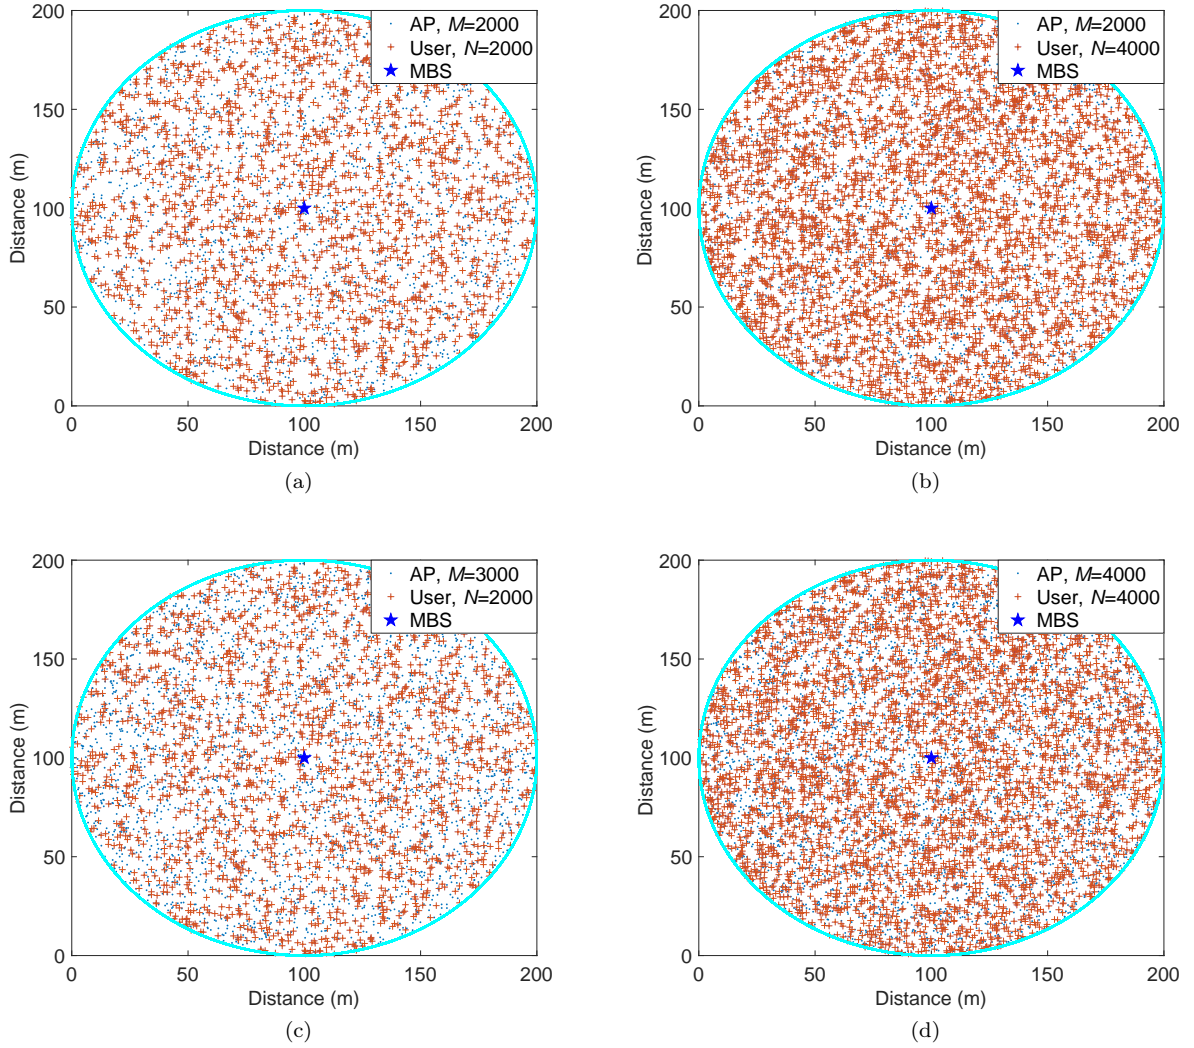 200
150
100
50
0
Distance (m)
0 50 100 150 200
Distance (m)
AP, M=2000
User, N=2000
MBS
(a)
200
150
100
50
0
Distance (m)
0 50 100 150 200
Distance (m)
AP, M=2000
User, N=4000
MBS
(b)
200
150
100
50
0
Distance (m)
0 50 100 150 200
Distance (m)
AP, M=3000
User, N=2000
MBS
(c)
200
150
100
50
0
Distance (m)
0 50 100 150 200
Distance (m)
AP, M=4000
User, N=4000
MBS
(d)